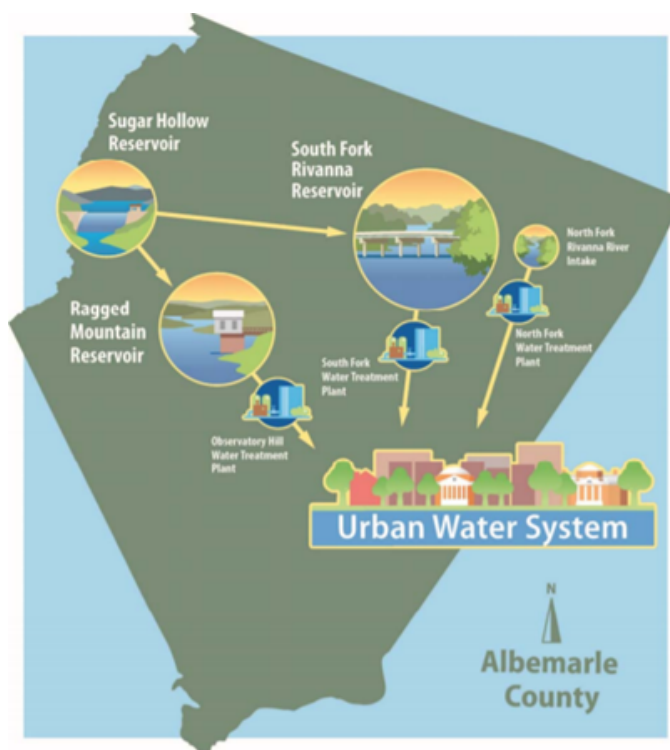 Sugar Hollow
Reservoir
South Fork
Rivanna
Reservoir
North Fork
Rivanna River
Intake
Ragged
Mountain
Reservoir
South Fork
Water Treatment
Plant
North Fork
Water Treatment
Plant
Observatory Hill
Water Treatment
Plant
Urban Water System
N
Albemarle
County